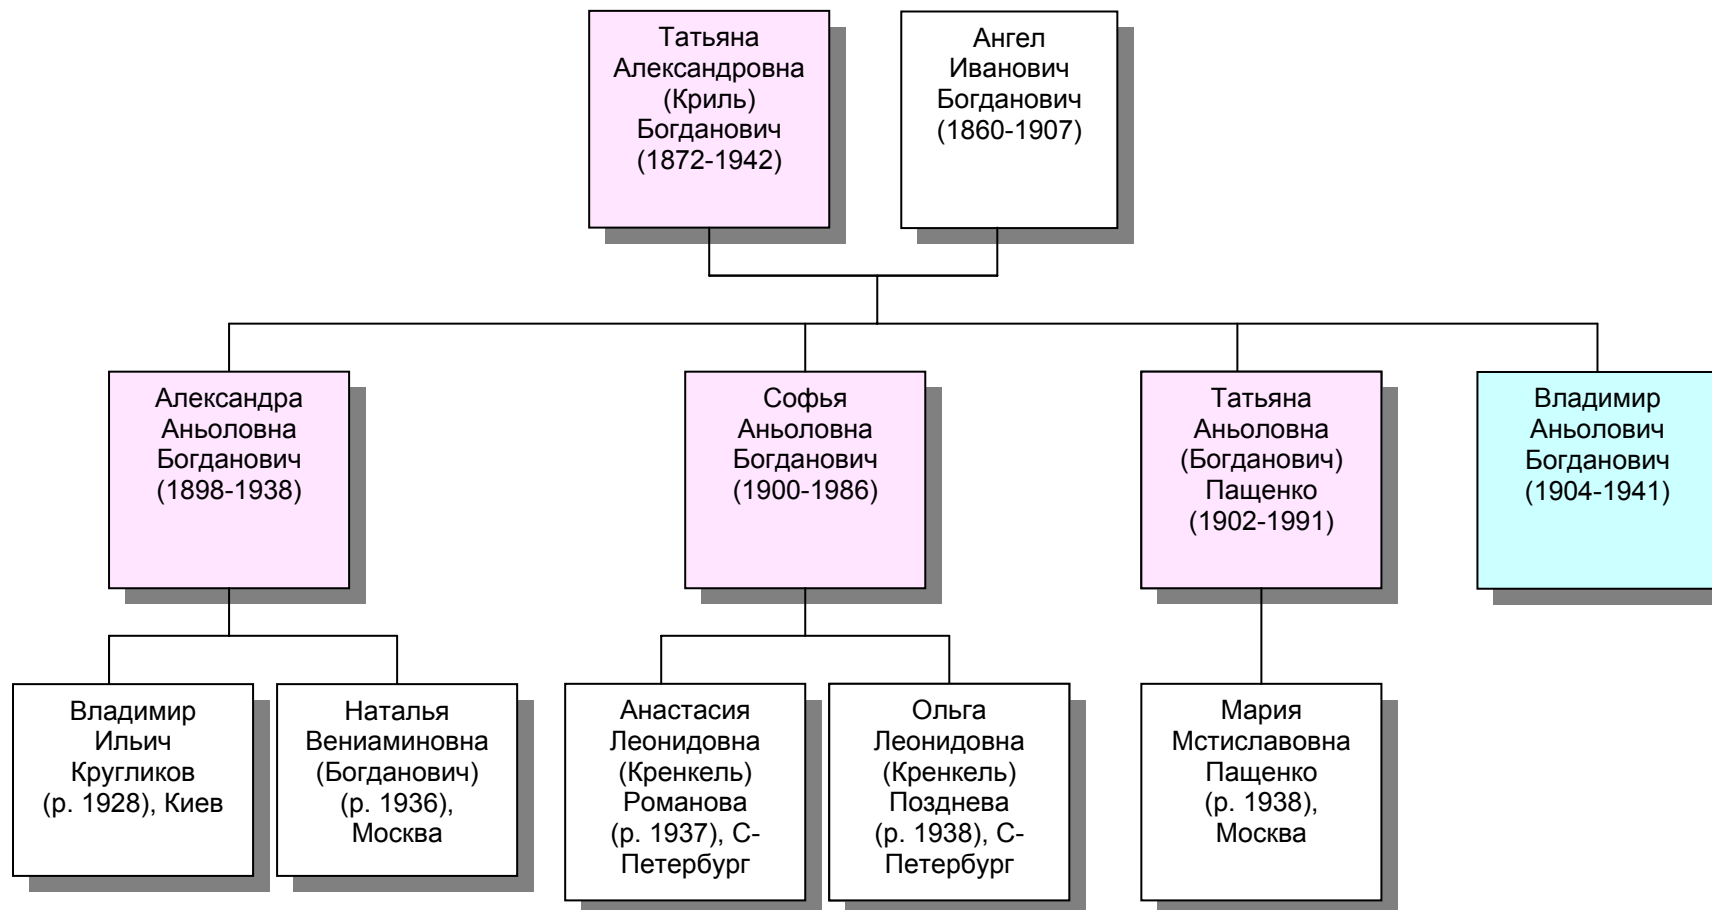 Татьяна
Александровна
(Криль)
Богданович
(1872-1942)
Ангел
Иванович
Богданович
(1860-1907)
Александра
Аньоловна
Богданович
(1898-1938)
Софья
Аньоловна
Богданович
(1900-1986)
Татьяна
Аньоловна
(Богданович)
Пащенко
(1902-1991)
Владимир
Аньолович
Богданович
(1904-1941)
Владимир
Ильич
Кругликов
(р. 1928), Киев
Наталья
Вениаминовна
(Богданович)
(р. 1936),
Москва
Анастасия
Леонидовна
(Кренкель)
Романова
(р. 1937), С-
Петербург
Ольга
Леонидовна
(Кренкель)
Позднева
(р. 1938), С-
Петербург
Мария
Мстиславовна
Пащенко
(р. 1938),
Москва